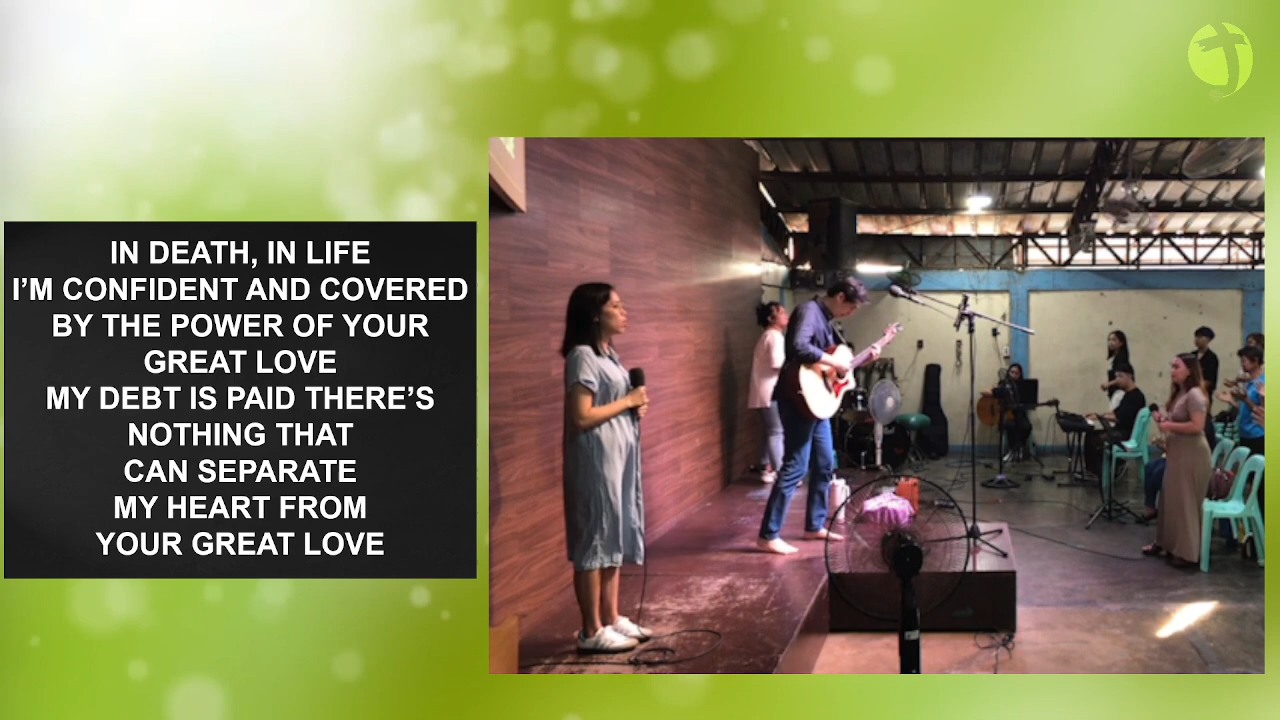 IN DEATH, IN LIFE
I’M CONFIDENT AND COVERED
BY THE POWER OF YOUR
GREAT LOVE
MY DEBT IS PAID THERE’S
NOTHING THAT
CAN SEPARATE
MY HEART FROM
YOUR GREAT LOVE